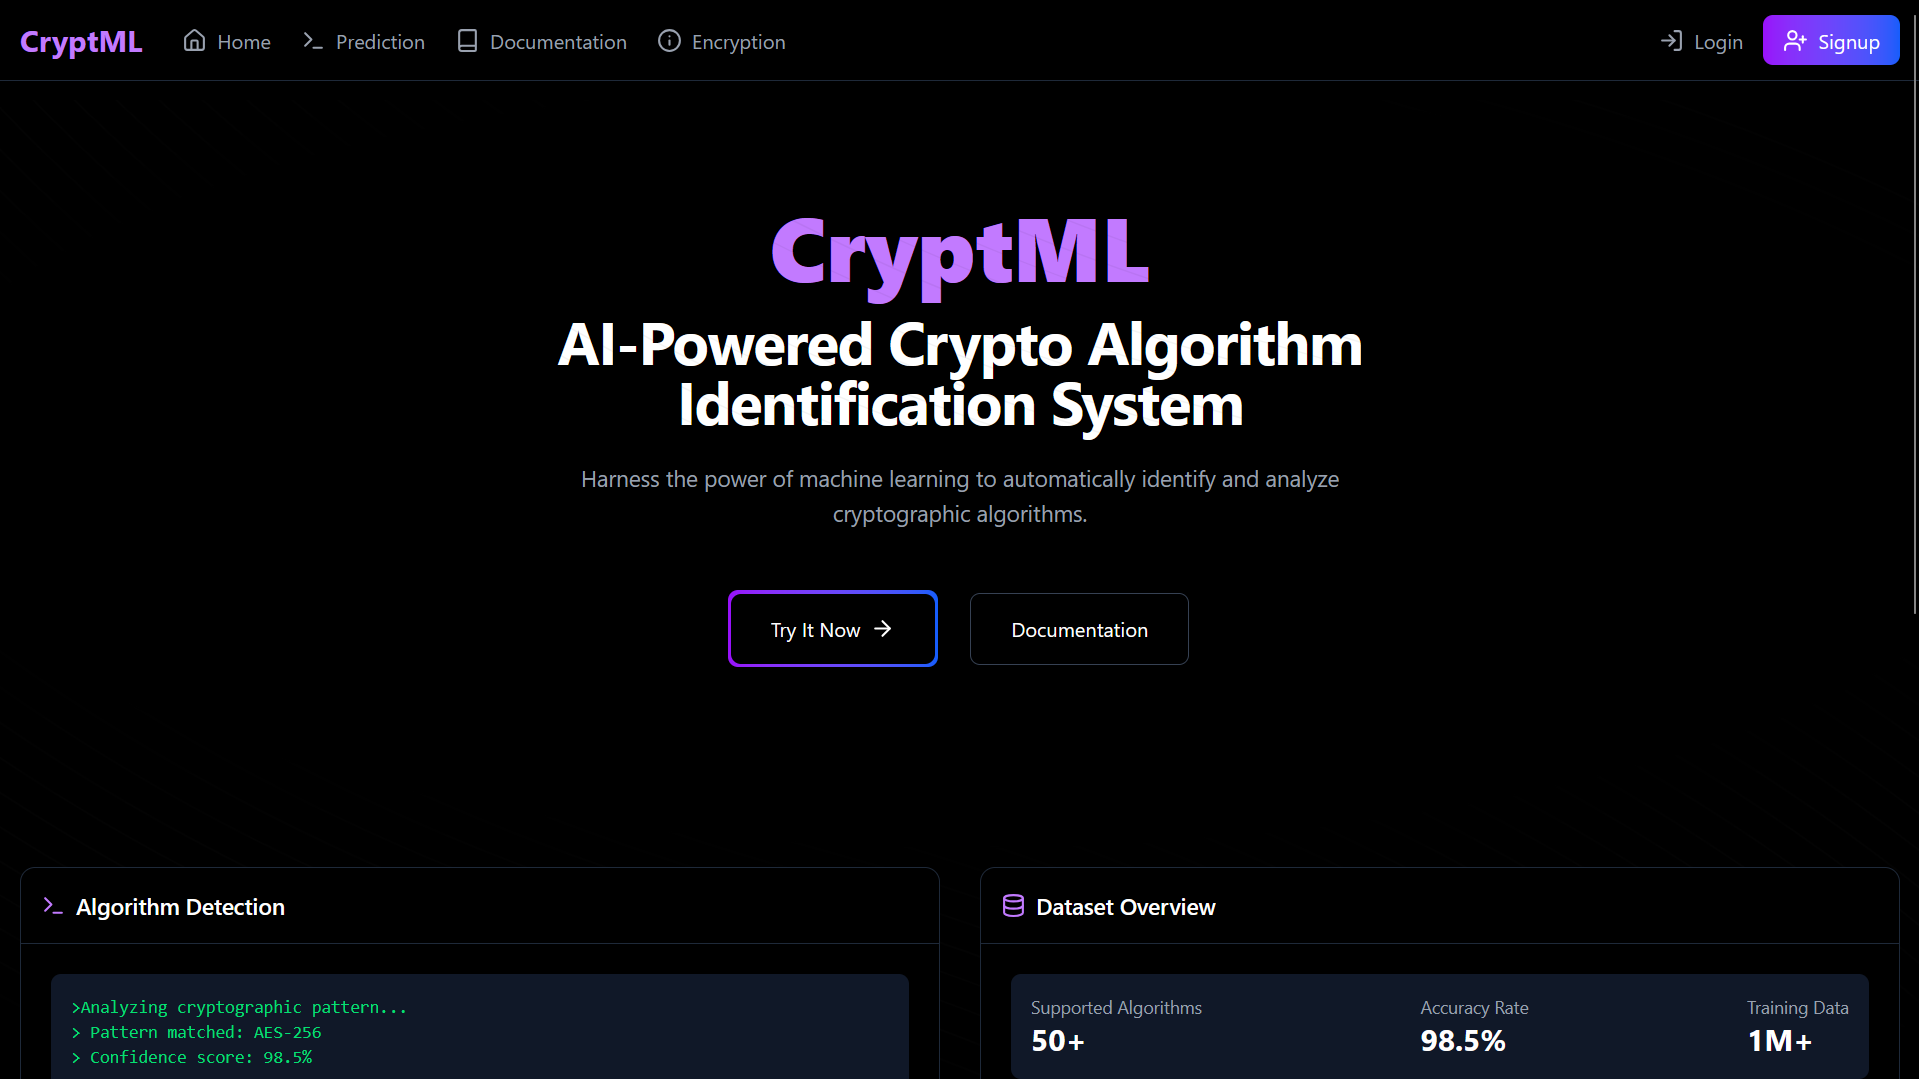 CryptML
Home
Prediction
Documentation
Encryption
Login
Signup
CryptML
AI-Powered Crypto Algorithm
Identification System
Harness the power of machine learning to automatically identify and analyze
cryptographic algorithms.
Try It Now
Documentation
Algorithm Detection
>Analyzing cryptographic pattern...
> Pattern matched: AES-256
> Confidence score: 98.5%
Dataset Overview
Supported Algorithms
50+
Accuracy Rate
98.5%
Training Data
1M+